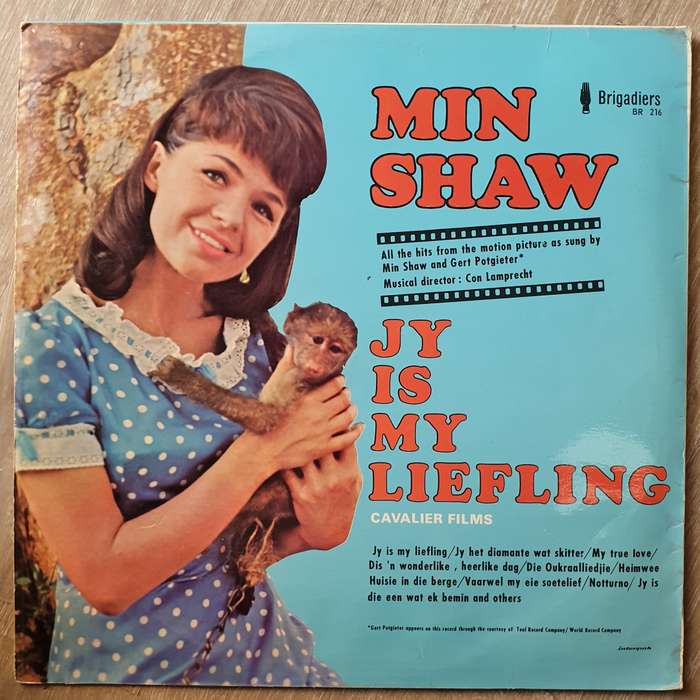 MIN
SHAW
Brigadiers
BR 216
All the hits from the motion picture as sung by
Min Shaw and Gert Potgieter*
Musical director : Con Lamprecht
JY
IS
MY
LIEFLING
CAVALIER FILMS
Jy is my liefling/Jy het diamante wat skitter/My true love/
Dis 'n wonderlike , heerlike dag/Die Oukraalliedjie/Heimwee
Huisie in die berge/Vaarwel my eie soetelief/Notturno/Jy is
die een wat ek bemin and others
*Gert Potgieter appears on this record through the courtesy of Teal Record Company/World Record Company